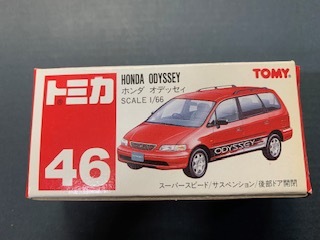 トミカ
46
HONDA ODYSSEY
ホンダ オデッセイ
SCALE 1/66
TOMY.
ODYSSEY
スーパースピード/サスペンション/後部ドア開閉